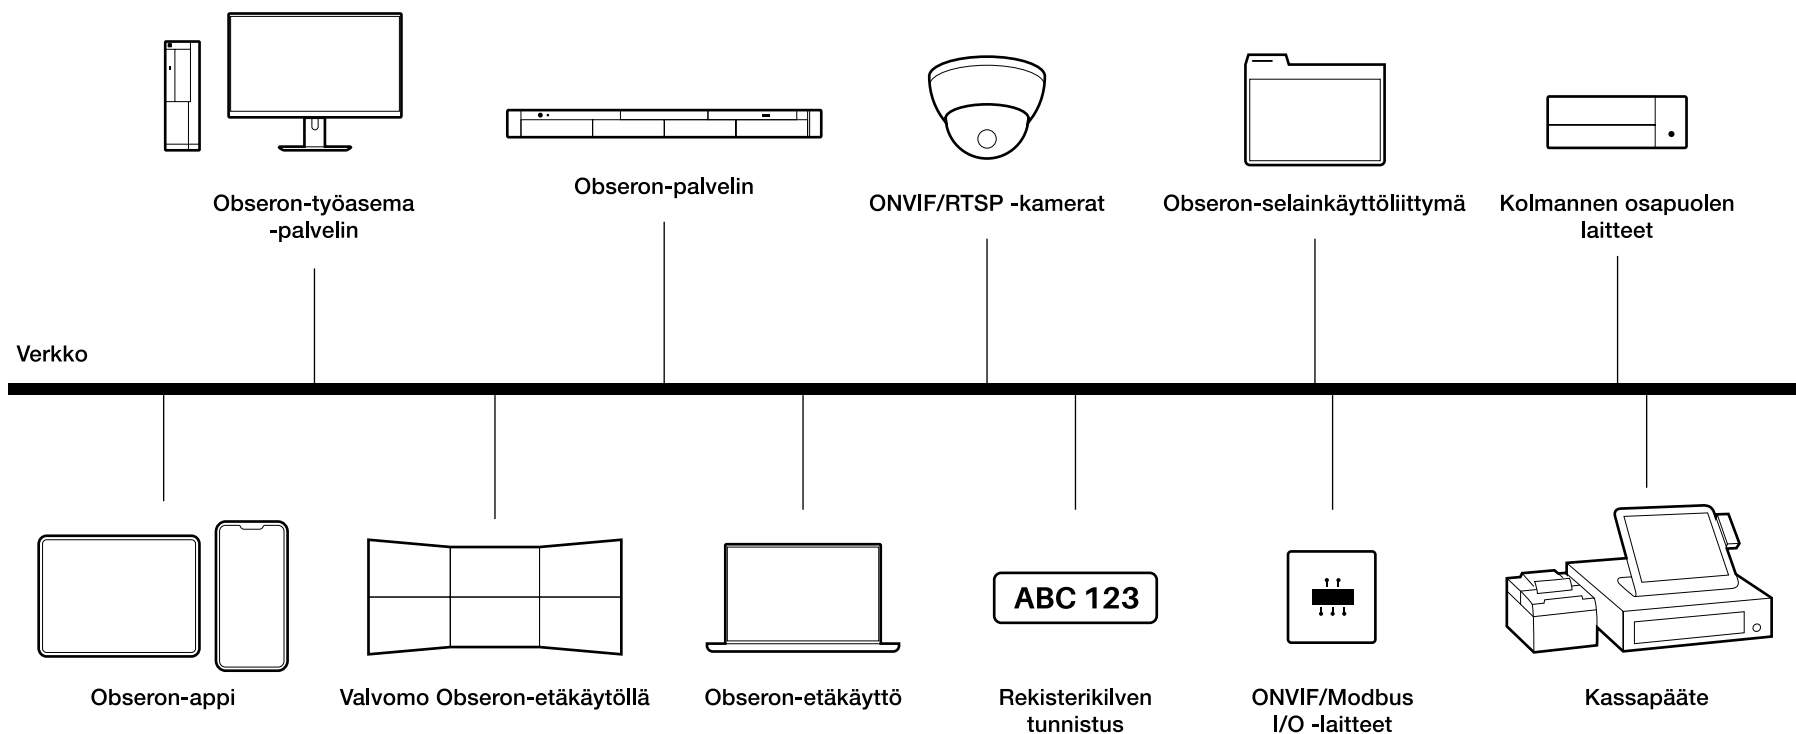 Obseron-työasema
-palvelin
Obseron-palvelin
ONVIF/RTSP -kamerat
Obseron-selainkäyttöliittymä
Kolmannen osapuolen
laitteet
Verkko
ABC 123
Obseron-appi
Valvomo Obseron-etäkäytöllä
Obseron-etäkäyttö
Rekisterikilven
tunnistus
ONVIF/Modbus
I/O -laitteet
Kassapääte